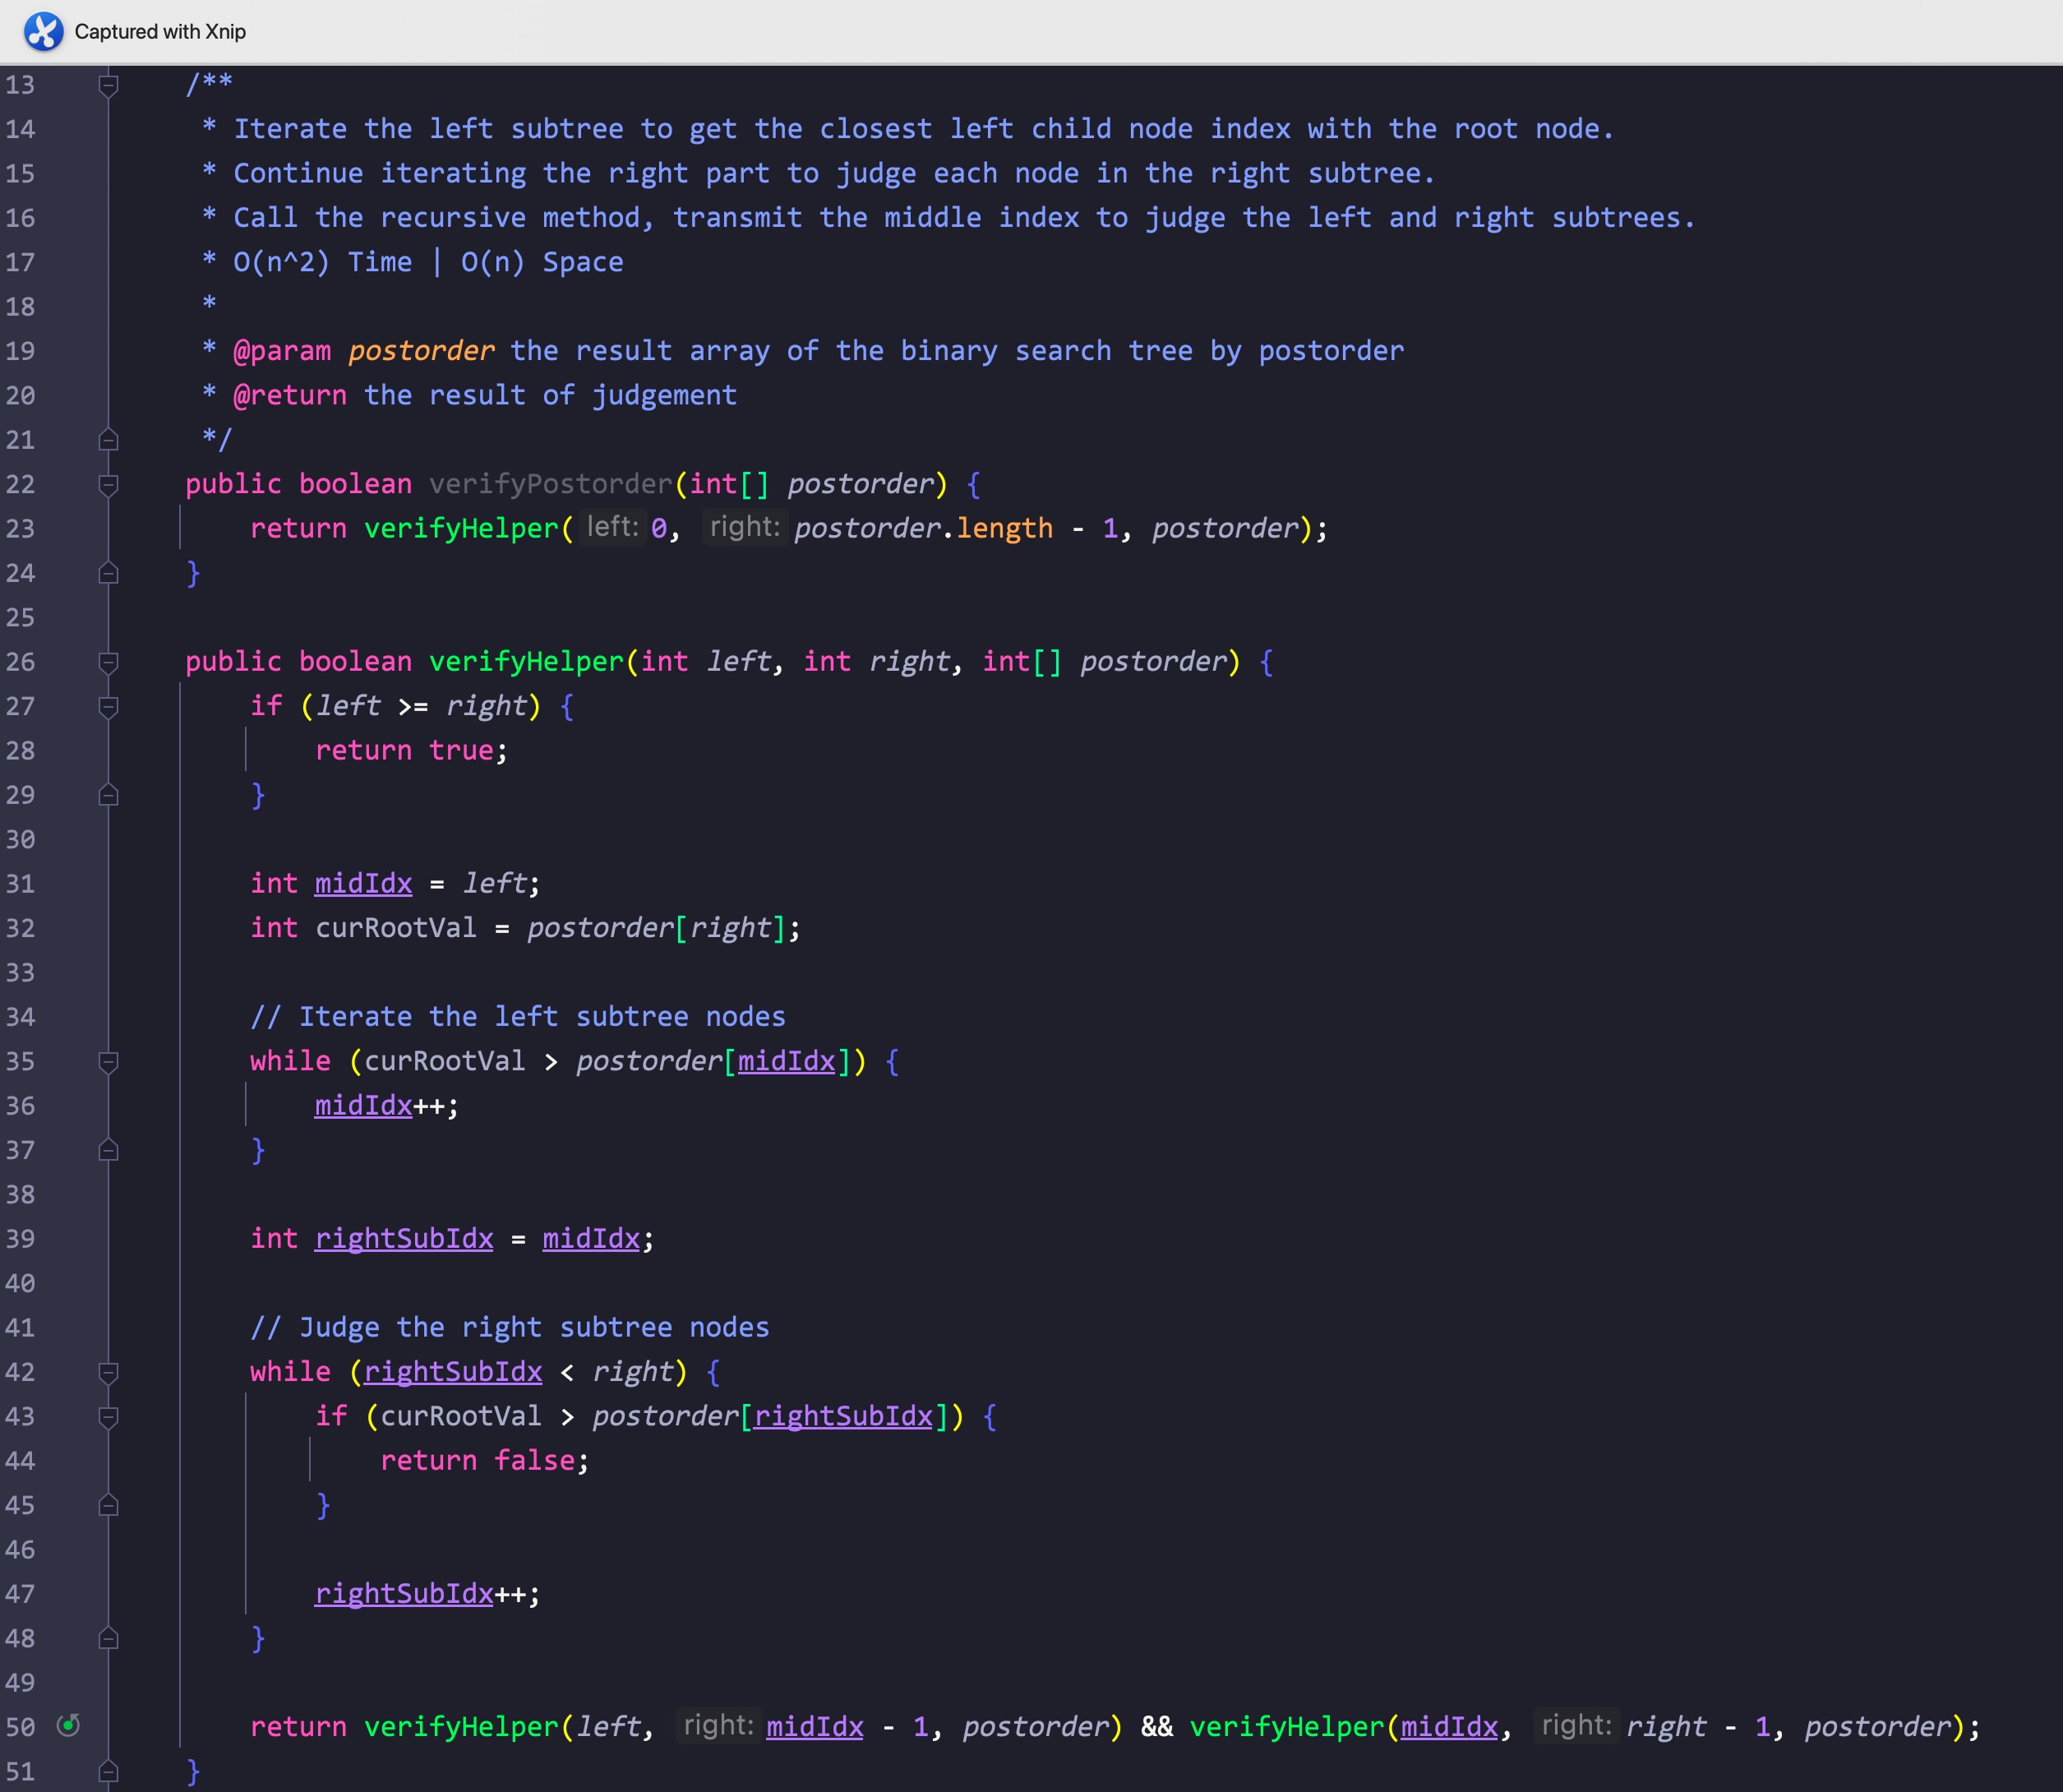 Captured with Xnip
13 /**
14 * Iterate the left subtree to get the closest left child node index with the root node.
15 * Continue iterating the right part to judge each node in the right subtree.
16 * Call the recursive method, transmit the middle index to judge the left and right subtrees.
17 * O(n^2) Time | O(n) Space
18 *
19 * @param postorder the result array of the binary search tree by postorder
20 * @return the result of judgement
21 */
22 public boolean verifyPostorder(int[] postorder) {
23 return verifyHelper( left: 0, right: postorder.length - 1, postorder);
24 }
25
26 public boolean verifyHelper(int left, int right, int[] postorder) {
27 if (left >= right) {
28 return true;
29 }
30
31 int midIdx = left;
32 int curRootVal = postorder[right];
33
34 // Iterate the left subtree nodes
35 while (curRootVal > postorder[midIdx]) {
36 midIdx++;
37 }
38
39 int rightSubIdx = midIdx;
40
41 // Judge the right subtree nodes
42 while (rightSubIdx < right) {
43 if (curRootVal > postorder[rightSubIdx]) {
44 return false;
45 }
46
47 rightSubIdx++;
48 }
49
50 return verifyHelper(left, right: midIdx - 1, postorder) && verifyHelper(midIdx, right: right - 1, postorder);
51 }